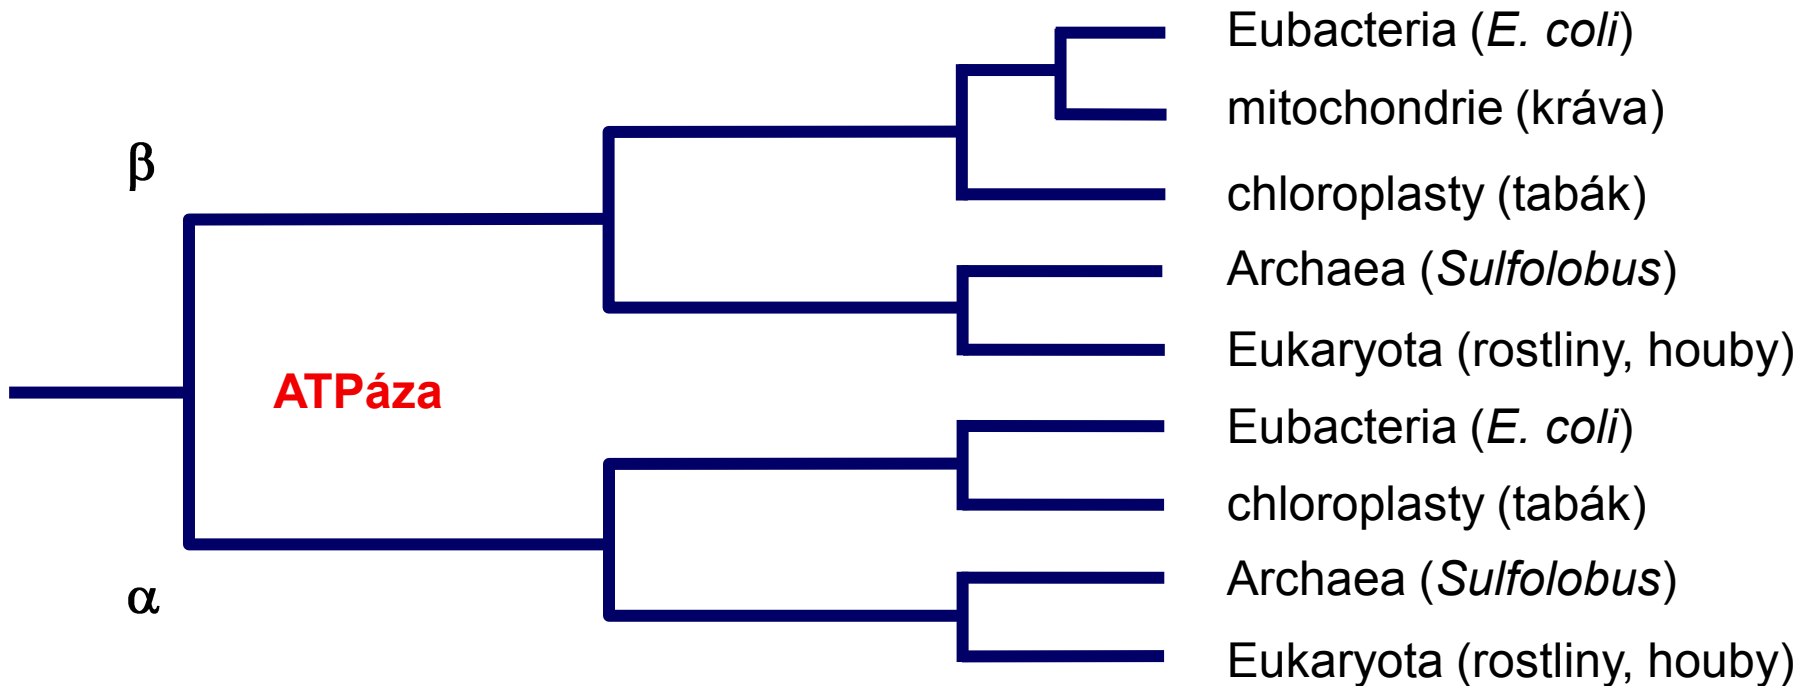 Eubacteria (E. coli)
mitochondrie (kráva)
β
chloroplasty (tabák)
Archaea (Sulfolobus)
Eukaryota (rostliny, houby)
ATPáza
Eubacteria (E. coli)
chloroplasty (tabák)
Archaea (Sulfolobus)
α
Eukaryota (rostliny, houby)